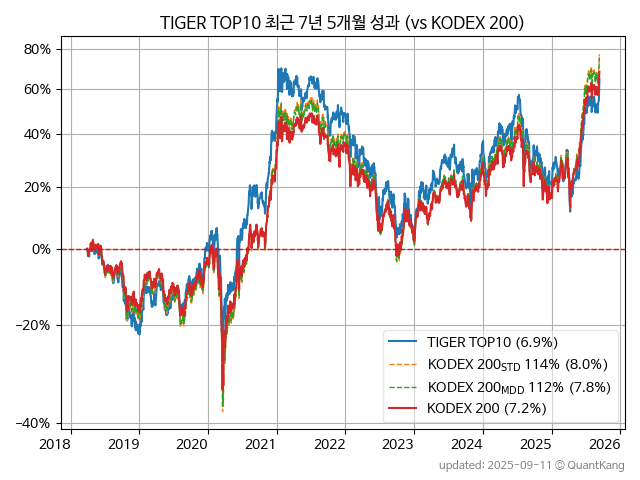 TIGER TOP10 최근 7년 5개월 성과 (vs KODEX 200)
80%
60%
40%
20%
0%
−20%
−40%
TIGER TOP10 (6.9%)
KODEX 200STD 114% (8.0%)
KODEX 200MDD 112% (7.8%)
KODEX 200 (7.2%)
2018 2019 2020 2021 2022 2023 2024 2025 2026
updated: 2025-09-11 © QuantKang